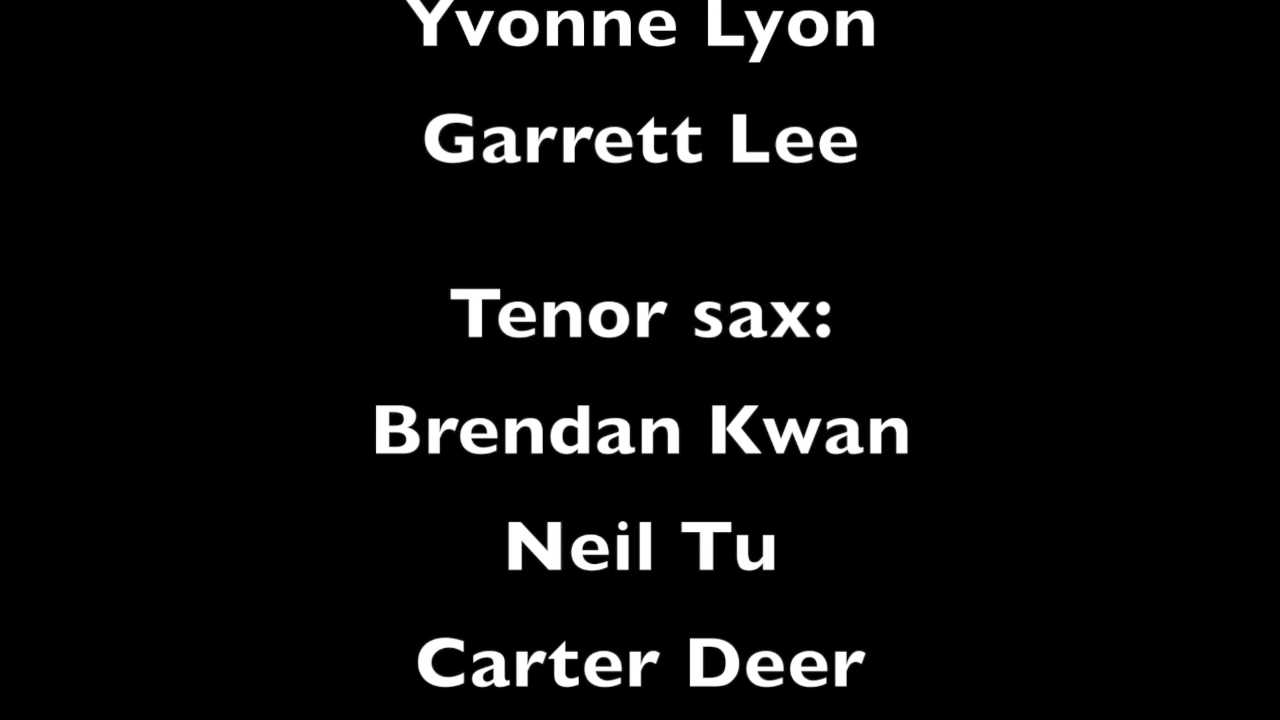 Yvonne Lyon
Garrett Lee
Tenor sax:
Brendan Kwan
Neil Tu
Carter Deer